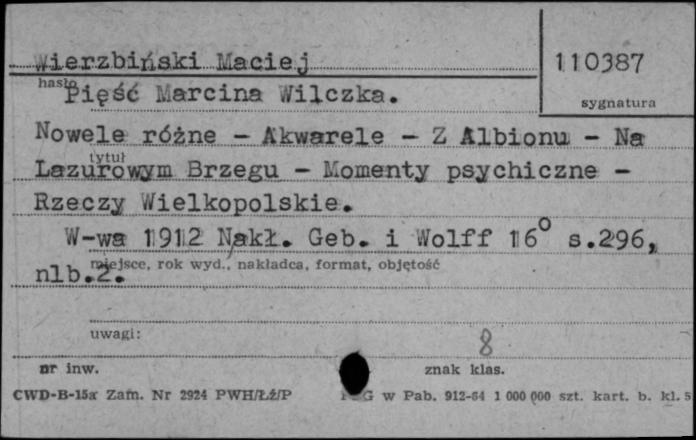 Wierzbiński Maciej
110387
hasło
sygnatura
Pięść Marcina Wilczka.
Nowele różne - Akwarele - Z Albionu - Na
tytuł
Lazurowym Brzegu - Momenty psychiczne -
Rzeczy Wielkopolskie.
W-wa 1912 Nakł. Geb. i Wolff 16° s.296,
miejsce, rok wyd., nakładca, format, objętość
nlb.2.
uwagi:
8
nr inw.
znak klas.
CWD-B-15a Zam. Nr 2924 PWH/Łź/P
w Pab. 912-64 1 000 000 szt. kart. b. kl. 5